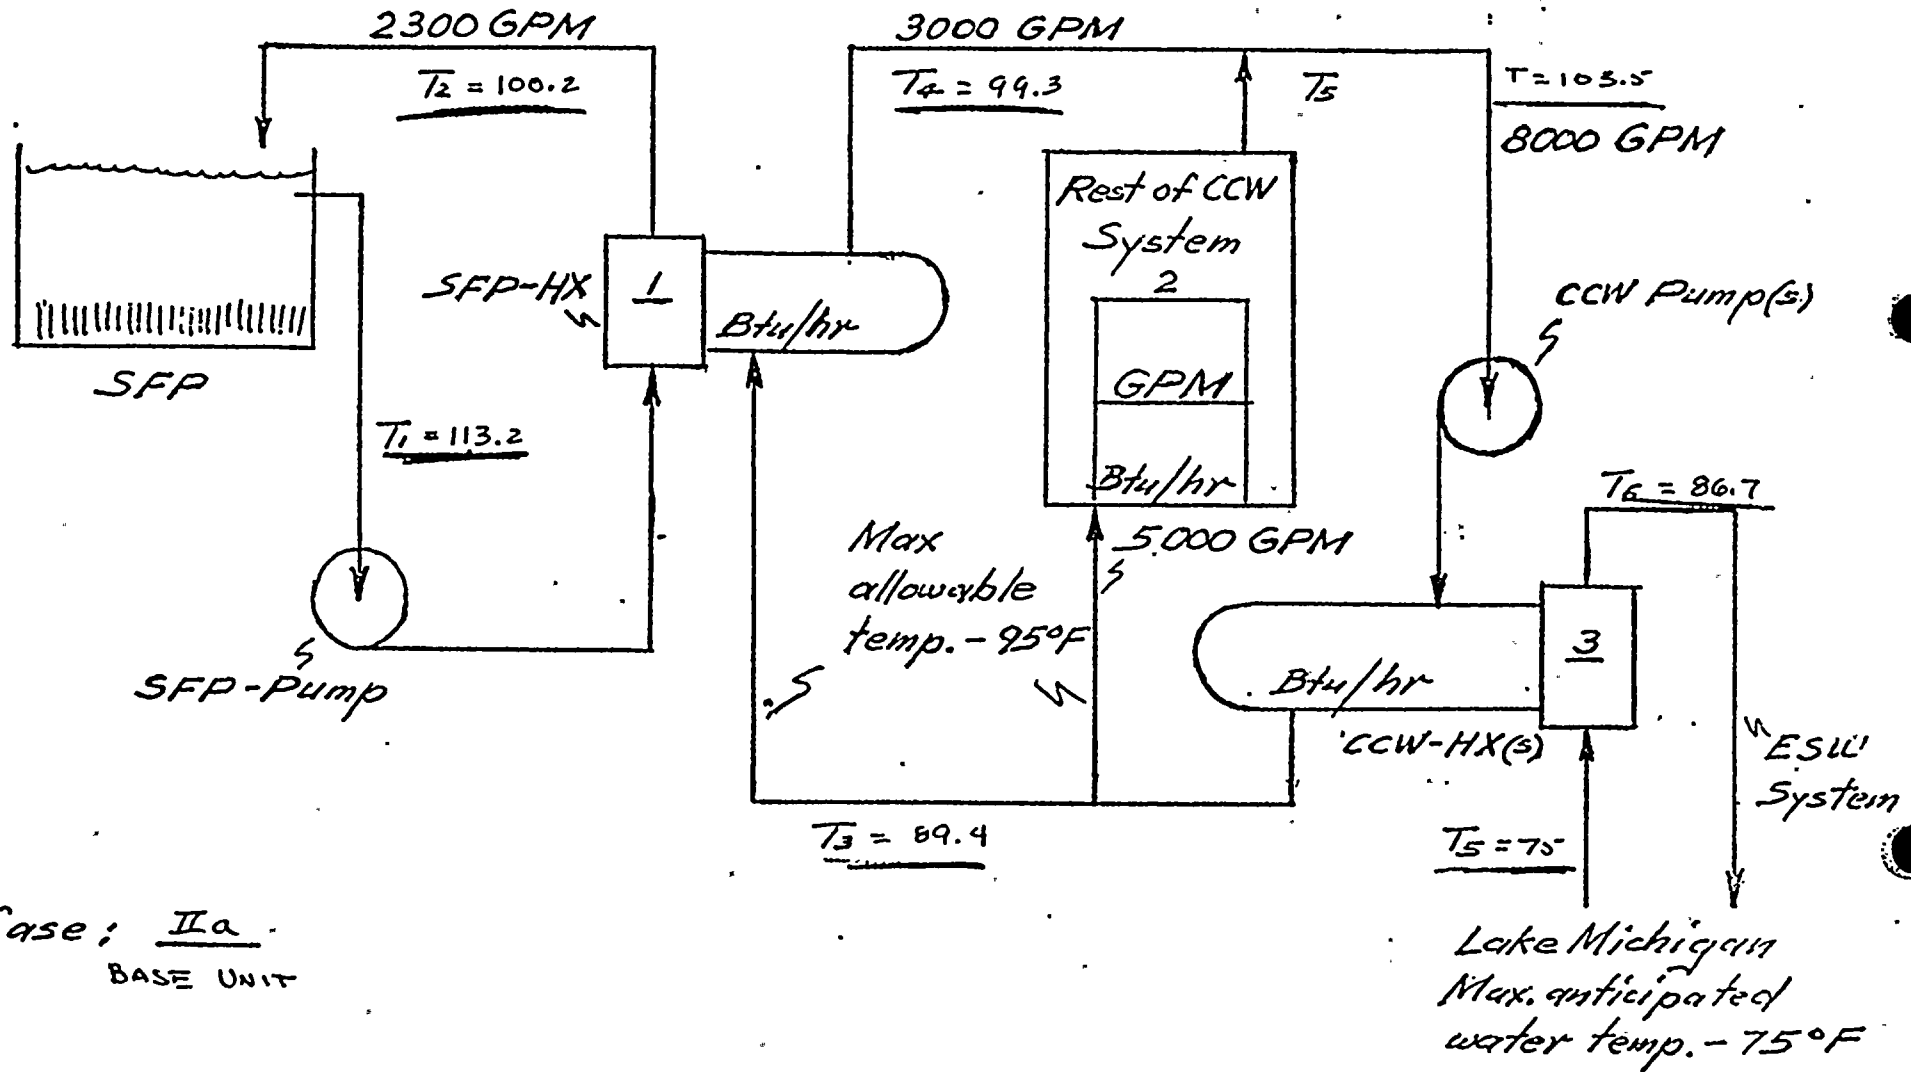 2300 GPM
T2 = 100.2
3000 GPM
T4 = 99.3
T5
T = 103.5
8000 GPM
Rest of CCW
System
2
GPM
Btu/hr
5000 GPM
SFP-HX
1
Btu/hr
CCW Pump(s)
SFP
T1 = 113.2
SFP-Pump
Max
allowable
temp. - 95°F
T6 = 86.7
3
Btu/hr
CCW-HX(s)
ESW
System
T3 = 89.4
T5 = 75
Case: IIa
BASE UNIT
Lake Michigan
Max. anticipated
water temp. - 75°F